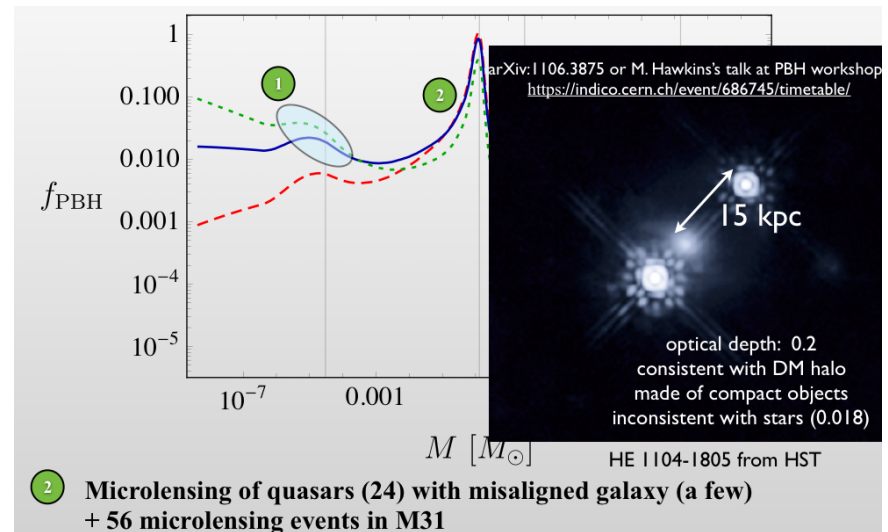 1
0.100
0.010
0.001
10⁻⁴
10⁻⁵
f_PBH
1
2
10⁻⁷
0.001
M [M⊙]
arXiv:1106.3875 or M. Hawkins's talk at PBH workshop
https://indico.cern.ch/event/686745/timetable/
15 kpc
optical depth: 0.2
consistent with DM halo
made of compact objects
inconsistent with stars (0.018)
HE 1104-1805 from HST
2 Microlensing of quasars (24) with misaligned galaxy (a few)
+ 56 microlensing events in M31